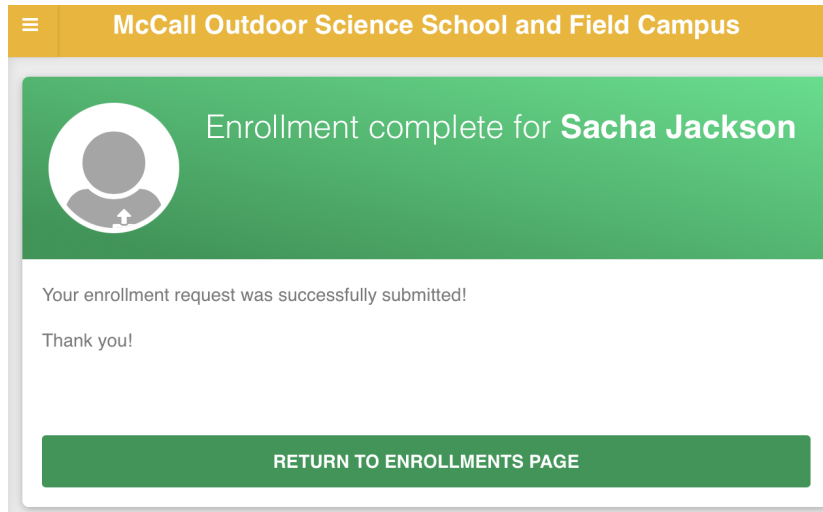 McCall Outdoor Science School and Field Campus
Enrollment complete for Sacha Jackson
Your enrollment request was successfully submitted!
Thank you!
RETURN TO ENROLLMENTS PAGE